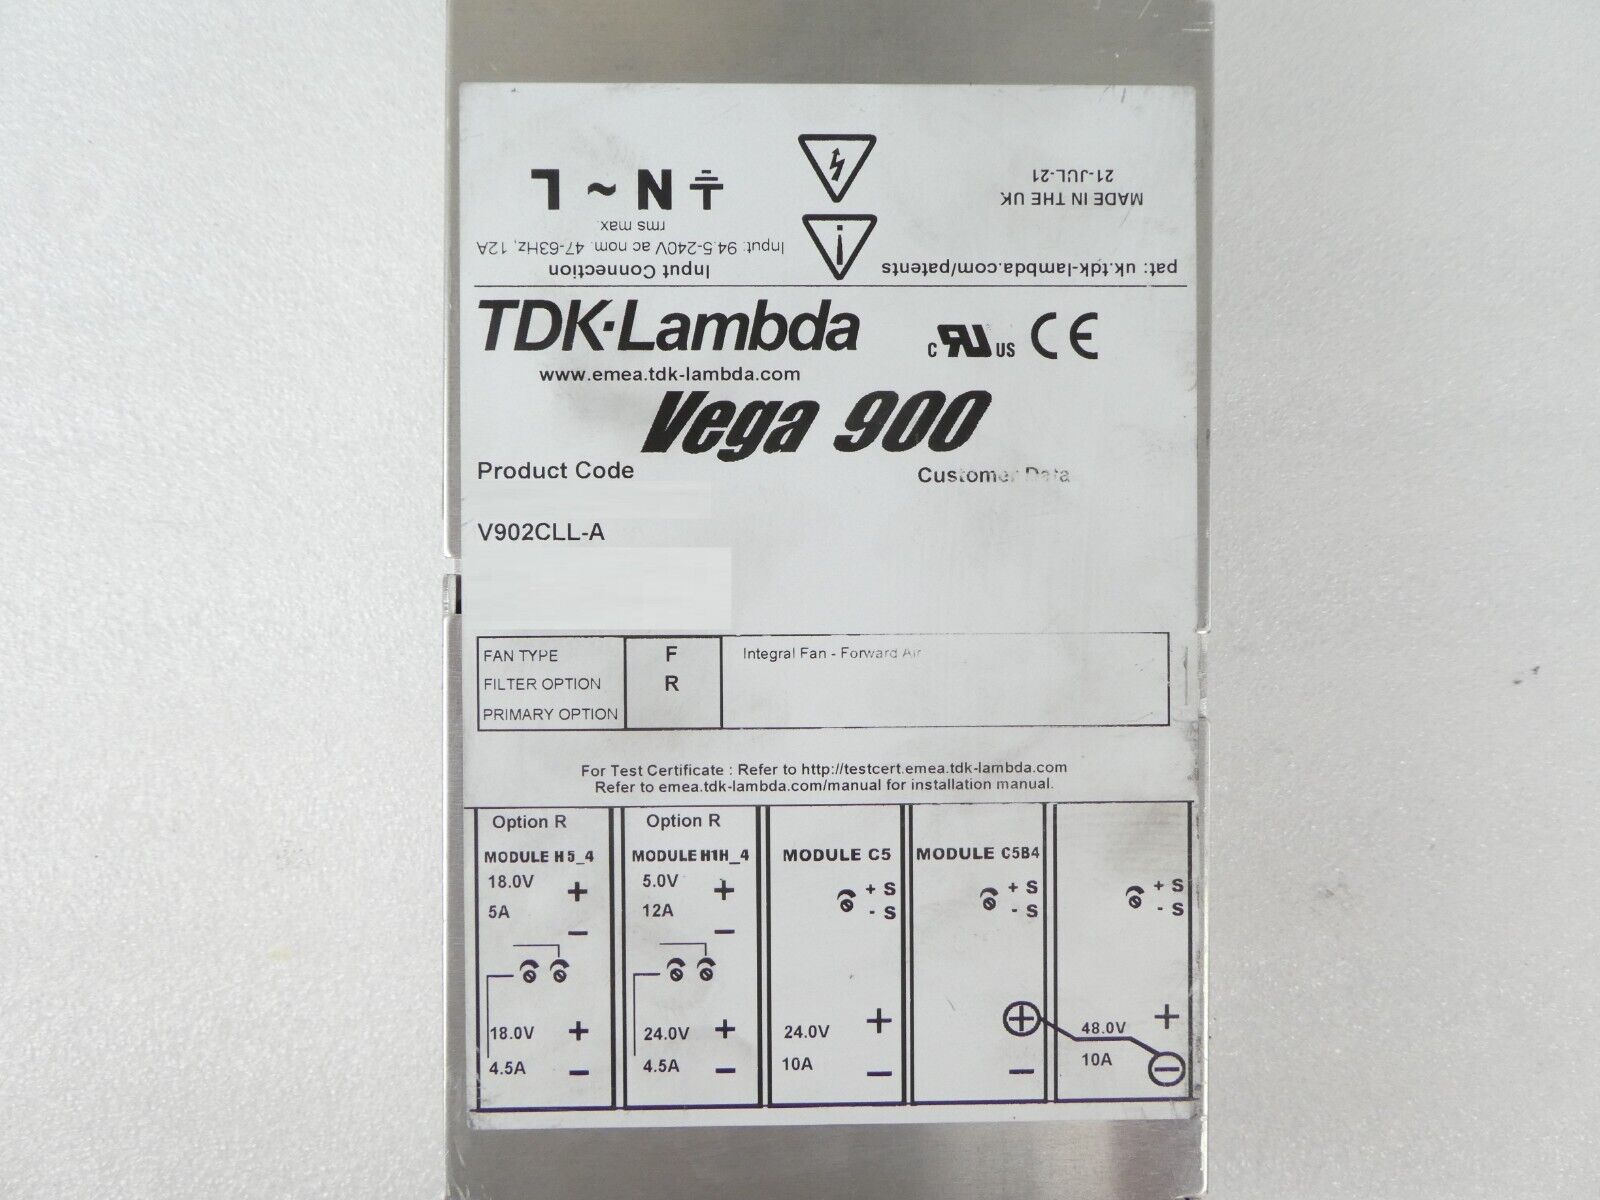 MADE IN THE UK
21-JUL-21
pat: uk.tdk-lambda.com/patents
Input Connection
Input: 94.5-240V ac nom. 47-63Hz, 12A
rms max.
N ~ L
TDK·Lambda
www.emea.tdk-lambda.com
c RU us CE
Vega 900
Product Code
Customer Data
V902CLL-A
FAN TYPE F Integral Fan - Forward Air
FILTER OPTION R
PRIMARY OPTION
For Test Certificate : Refer to http://testcert.emea.tdk-lambda.com
Refer to emea.tdk-lambda.com/manual for installation manual.
Option R
MODULE H5_4
18.0V +
5A −
18.0V +
4.5A −
Option R
MODULE H1H_4
5.0V +
12A −
24.0V +
4.5A −
MODULE C5
+ S
- S
24.0V +
10A −
MODULE C5B4
+ S
- S
+
−
+ S
- S
48.0V +
10A −